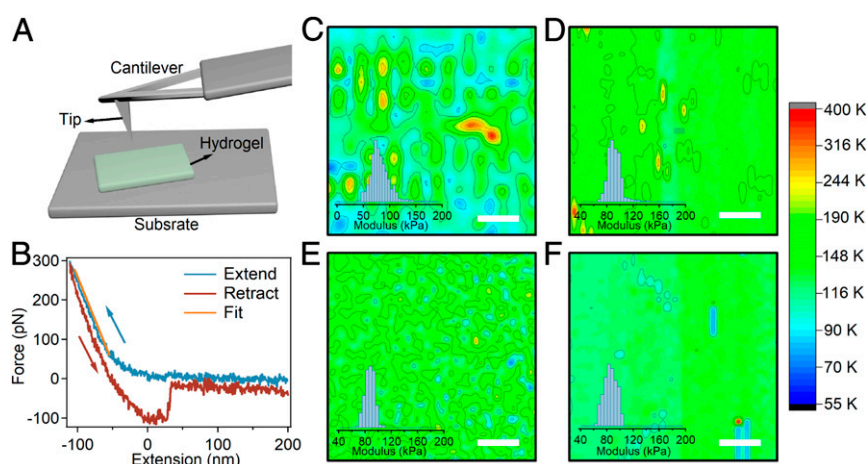 A
Cantilever
Tip
Hydrogel
Subsrate
B
300
200
100
0
-100
Force (pN)
Extend
Retract
Fit
-100 0 100 200
Extension (nm)
C
0 50 100 150 200
Modulus (kPa)
D
40 80 120 160 200
Modulus (kPa)
E
40 80 120 160 200
Modulus (kPa)
F
40 80 120 160 200
Modulus (kPa)
400 K
316 K
244 K
190 K
148 K
116 K
90 K
70 K
55 K